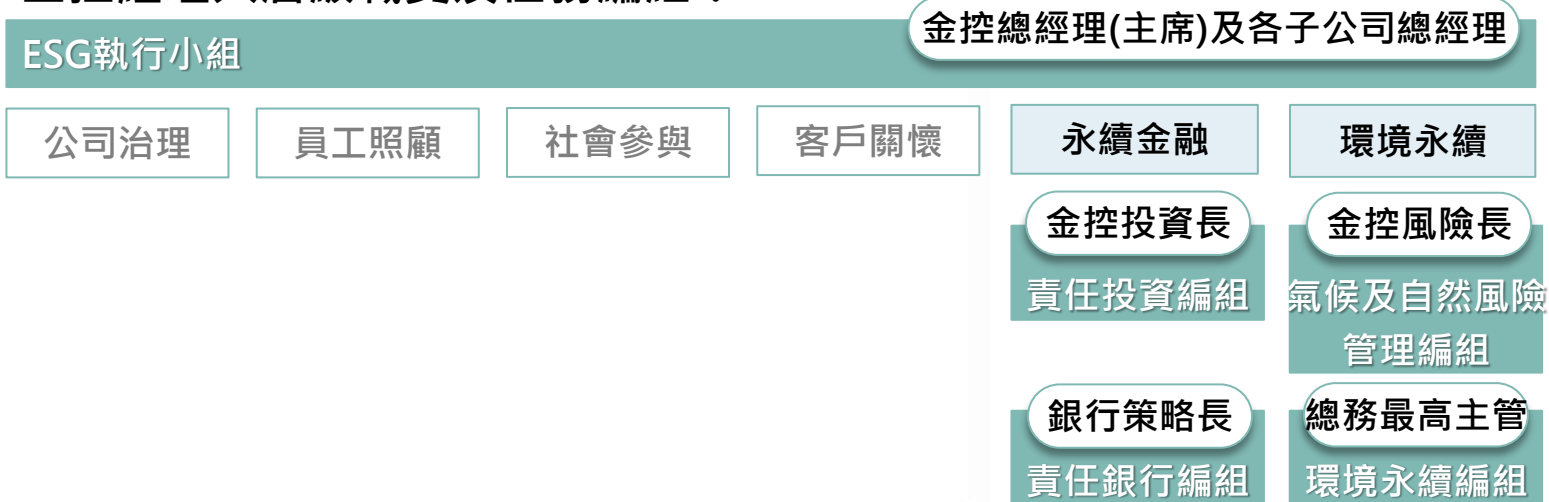 金控總經理(主席)及各子公司總經理
ESG執行小組
公司治理
員工照顧
社會參與
客戶關懷
永續金融
環境永續
金控投資長
責任投資編組
金控風險長
氣候及自然風險
管理編組
銀行策略長
責任銀行編組
總務最高主管
環境永續編組